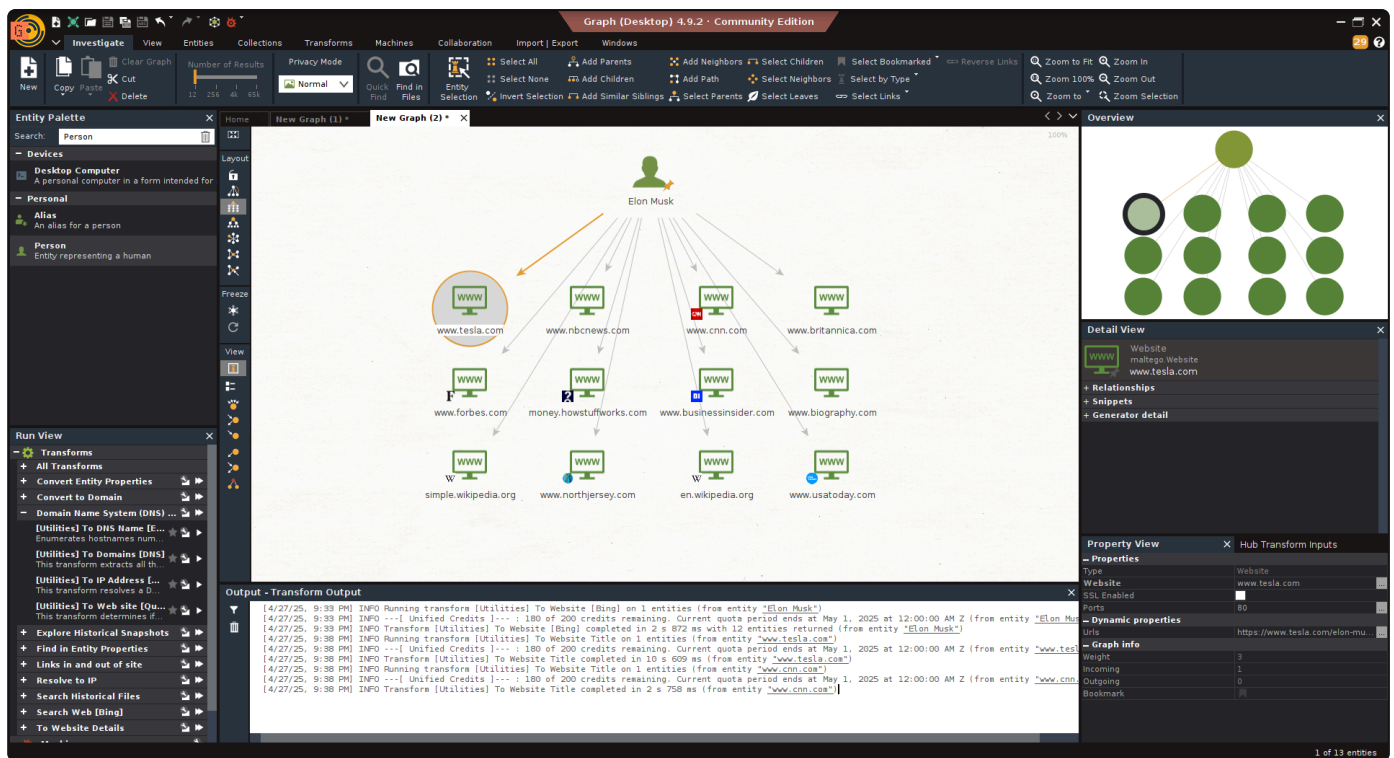 Graph (Desktop) 4.9.2 · Community Edition
Investigate View Entities Collections Transforms Machines Collaboration Import | Export Windows
29
New
Copy
Paste
Clear Graph
Cut
Delete
Number of Results
12 256 4k 65k
Privacy Mode
Normal
Quick Find
Find in Files
Entity Selection
Select All
Select None
Invert Selection
Add Parents
Add Children
Add Similar Siblings
Add Neighbors
Add Path
Select Parents
Select Children
Select Neighbors
Select Leaves
Select Bookmarked
Select by Type
Select Links
Reverse Links
Zoom to Fit
Zoom 100%
Zoom to
Zoom In
Zoom Out
Zoom Selection
Entity Palette
Search: Person
Devices
Desktop Computer
A personal computer in a form intended for
Personal
Alias
An alias for a person
Person
Entity representing a human
Run View
Transforms
All Transforms
Convert Entity Properties
Convert to Domain
Domain Name System (DNS) ...
[Utilities] To DNS Name [E...
Enumerates hostnames num...
[Utilities] To Domains [DNS]
This transform extracts all th...
[Utilities] To IP Address [...
This transform resolves a D...
[Utilities] To Web site [Qu...
This transform determines if...
Explore Historical Snapshots
Find in Entity Properties
Links in and out of site
Resolve to IP
Search Historical Files
Search Web [Bing]
To Website Details
Home New Graph (1) * New Graph (2) *
Layout
Freeze
View
100%
Elon Musk
www www www www
CNN
www.tesla.com www.nbcnews.com www.cnn.com www.britannica.com
www www www www
F ? BI
www.forbes.com money.howstuffworks.com www.businessinsider.com www.biography.com
www www www www
W W
simple.wikipedia.org www.northjersey.com en.wikipedia.org www.usatoday.com
Output - Transform Output
[4/27/25, 9:33 PM] INFO Running transform [Utilities] To Website [Bing] on 1 entities (from entity "Elon Musk")
[4/27/25, 9:33 PM] INFO ---[ Unified Credits ]--- : 180 of 200 credits remaining. Current quota period ends at May 1, 2025 at 12:00:00 AM Z (from entity "Elon Mus
[4/27/25, 9:33 PM] INFO Transform [Utilities] To Website [Bing] completed in 2 s 872 ms with 12 entities returned (from entity "Elon Musk")
[4/27/25, 9:38 PM] INFO Running transform [Utilities] To Website Title on 1 entities (from entity "www.tesla.com")
[4/27/25, 9:38 PM] INFO ---[ Unified Credits ]--- : 180 of 200 credits remaining. Current quota period ends at May 1, 2025 at 12:00:00 AM Z (from entity "www.tesl
[4/27/25, 9:38 PM] INFO Transform [Utilities] To Website Title completed in 10 s 609 ms (from entity "www.tesla.com")
[4/27/25, 9:38 PM] INFO Running transform [Utilities] To Website Title on 1 entities (from entity "www.cnn.com")
[4/27/25, 9:38 PM] INFO ---[ Unified Credits ]--- : 180 of 200 credits remaining. Current quota period ends at May 1, 2025 at 12:00:00 AM Z (from entity "www.cnn.
[4/27/25, 9:38 PM] INFO Transform [Utilities] To Website Title completed in 2 s 758 ms (from entity "www.cnn.com")
Overview
Detail View
www
Website
maltego.Website
www.tesla.com
Relationships
Snippets
Generator detail
Property View Hub Transform Inputs
Properties
Type Website
Website www.tesla.com
SSL Enabled
Ports 80
Dynamic properties
Urls https://www.tesla.com/elon-mu...
Graph info
Weight 3
Incoming 1
Outgoing 0
Bookmark
1 of 13 entities